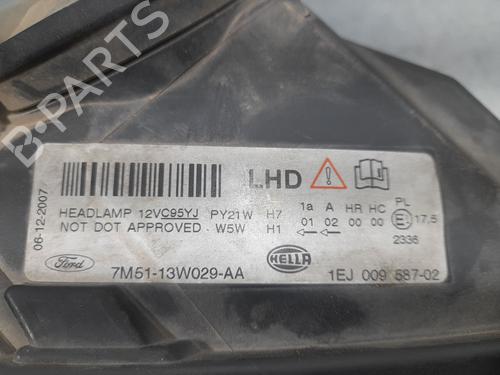 B-PARTS
06-12-2007
LHD
HEADLAMP 12VC95YJ PY21W H7 1a A HR HC PL
NOT DOT APPROVED - W5W H1 01 02 00 00 E1 17,5
2336
Ford 7M51-13W029-AA HELLA 1EJ 009 587-02